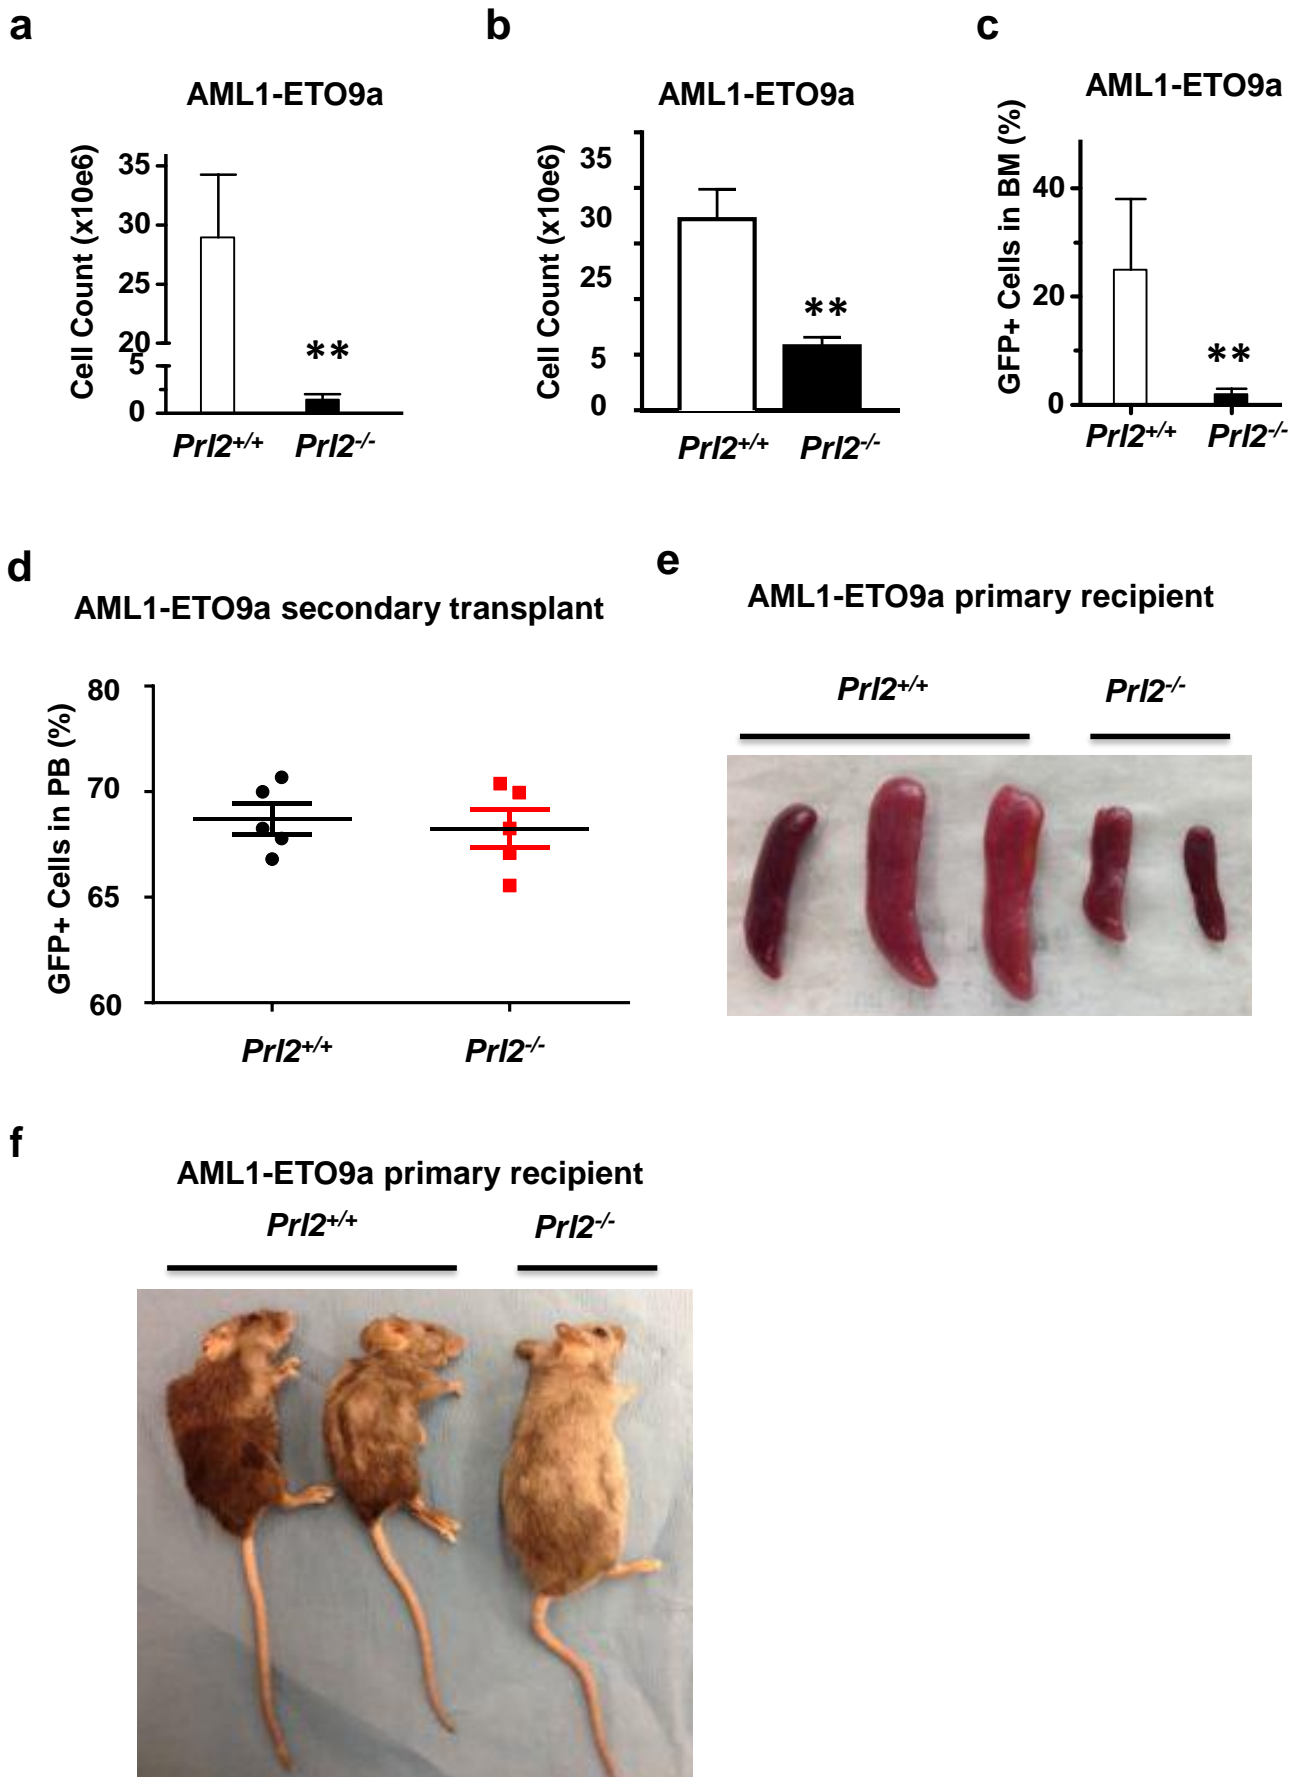 a
AML1-ETO9a
Cell Count (x10e6)
35
30
25
20
5
0
**
Prl2+/+ Prl2-/-
b
AML1-ETO9a
Cell Count (x10e6)
35
30
25
5
0
**
Prl2+/+ Prl2-/-
c
AML1-ETO9a
GFP+ Cells in BM (%)
40
20
0
**
Prl2+/+ Prl2-/-
d
AML1-ETO9a secondary transplant
GFP+ Cells in PB (%)
80
70
65
60
Prl2+/+ Prl2-/-
e
AML1-ETO9a primary recipient
Prl2+/+ Prl2-/-
f
AML1-ETO9a primary recipient
Prl2+/+ Prl2-/-